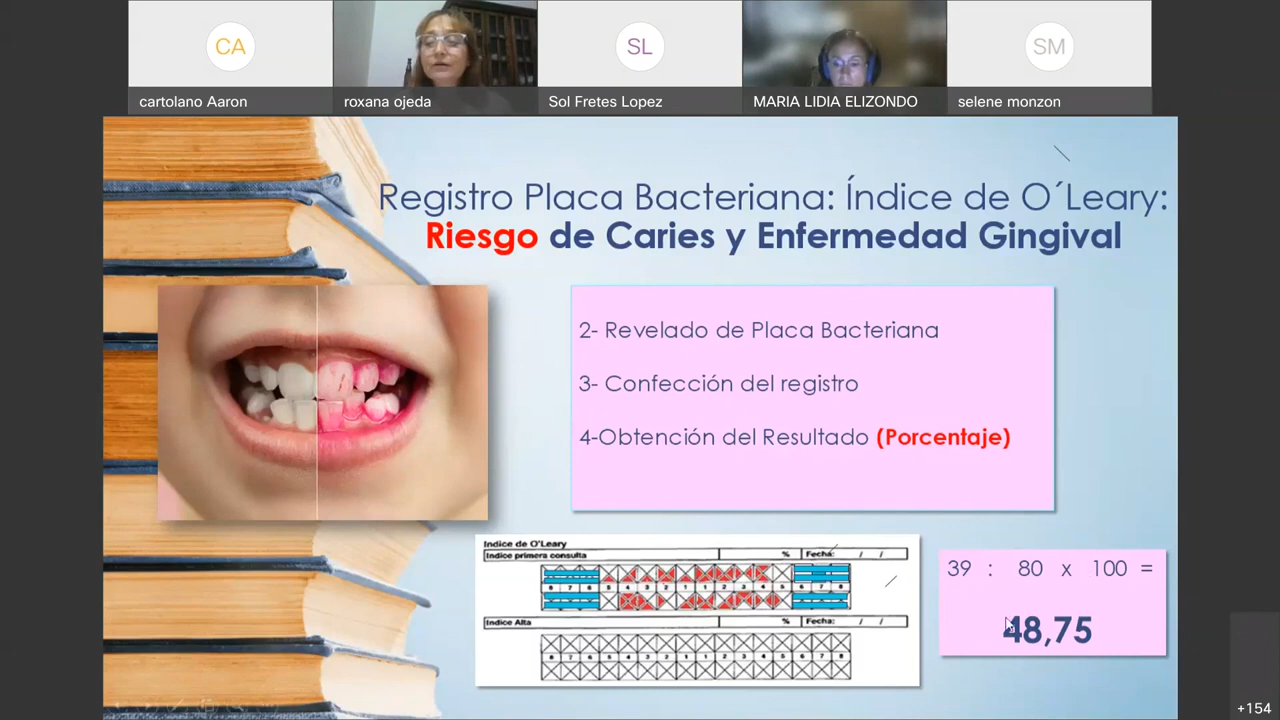 CA
SL
SM
cartolano Aaron
roxana ojeda
Sol Fretes Lopez
MARIA LIDIA ELIZONDO
selene monzon
Registro Placa Bacteriana: Índice de O´Leary:
Riesgo de Caries y Enfermedad Gingival
2- Revelado de Placa Bacteriana
3- Confección del registro
4-Obtención del Resultado (Porcentaje)
Indice de O'Leary
Indice primera consulta % Fecha: / /
Indice Alta % Fecha: / /
39 : 80 x 100 =
48,75
+154